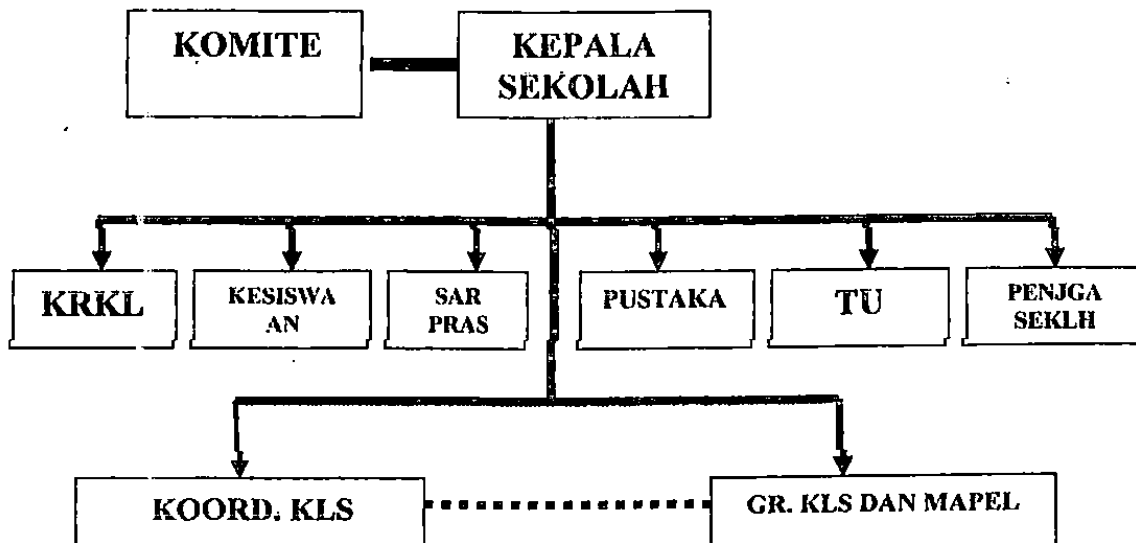 KOMITE
KEPALA
SEKOLAH
KRKL
KESISWA
AN
SAR
PRAS
PUSTAKA
TU
PENJGA
SEKLH
KOORD. KLS
GR. KLS DAN MAPEL